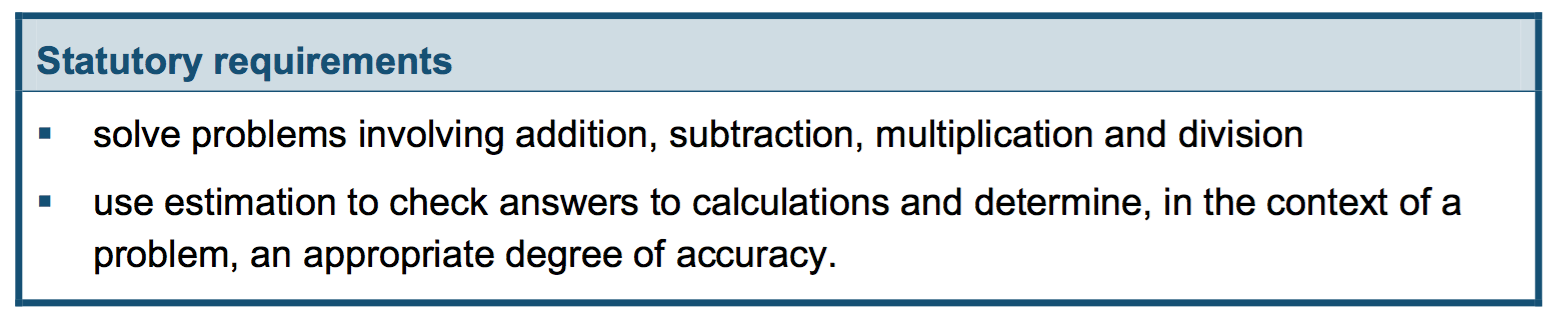 Statutory requirements
▪ solve problems involving addition, subtraction, multiplication and division
▪ use estimation to check answers to calculations and determine, in the context of a
problem, an appropriate degree of accuracy.